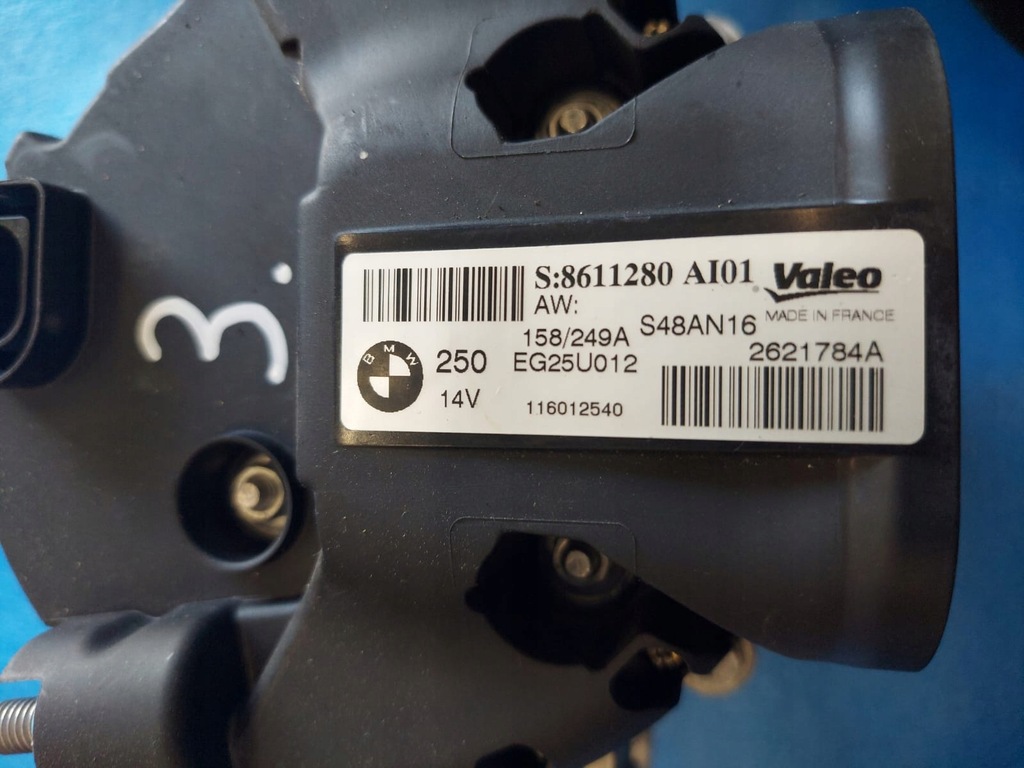 3.
S:8611280 AI01 Valeo
AW:
MADE IN FRANCE
158/249A S48AN16
BMW 250 EG25U012 2621784A
14V 116012540